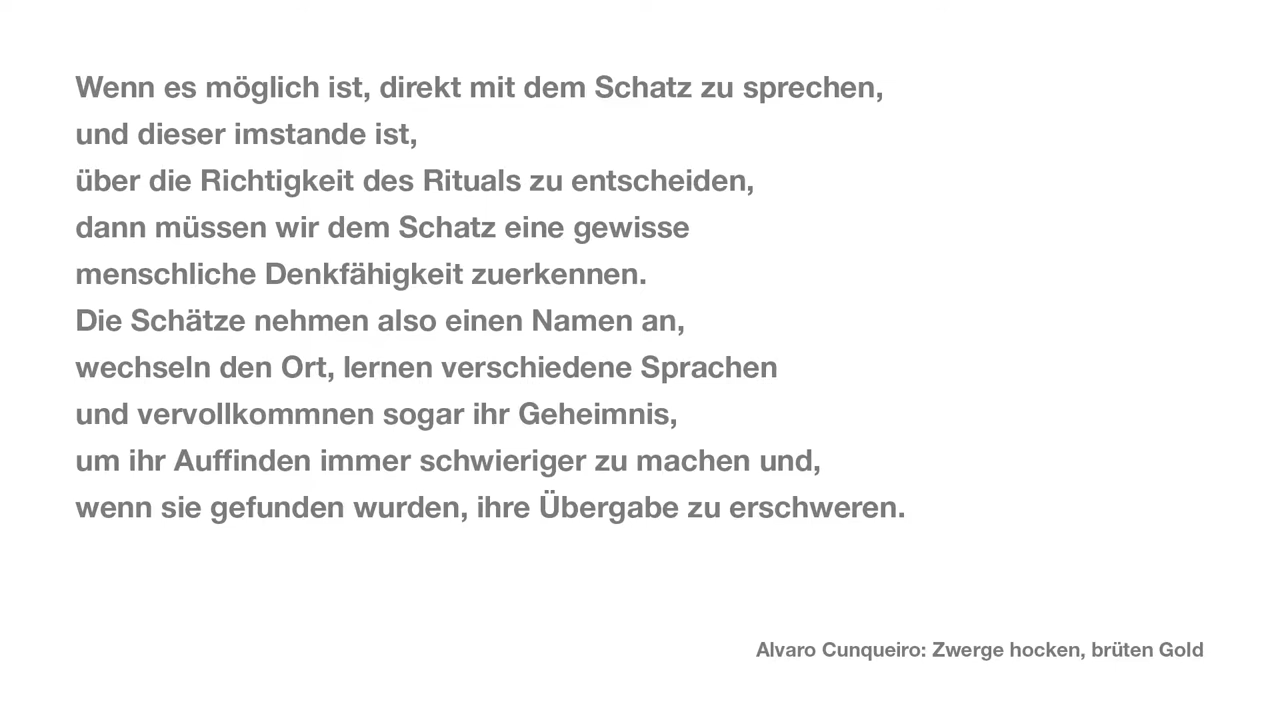 Wenn es möglich ist, direkt mit dem Schatz zu sprechen,
und dieser imstande ist,
über die Richtigkeit des Rituals zu entscheiden,
dann müssen wir dem Schatz eine gewisse
menschliche Denkfähigkeit zuerkennen.
Die Schätze nehmen also einen Namen an,
wechseln den Ort, lernen verschiedene Sprachen
und vervollkommnen sogar ihr Geheimnis,
um ihr Auffinden immer schwieriger zu machen und,
wenn sie gefunden wurden, ihre Übergabe zu erschweren.
Alvaro Cunqueiro: Zwerge hocken, brüten Gold